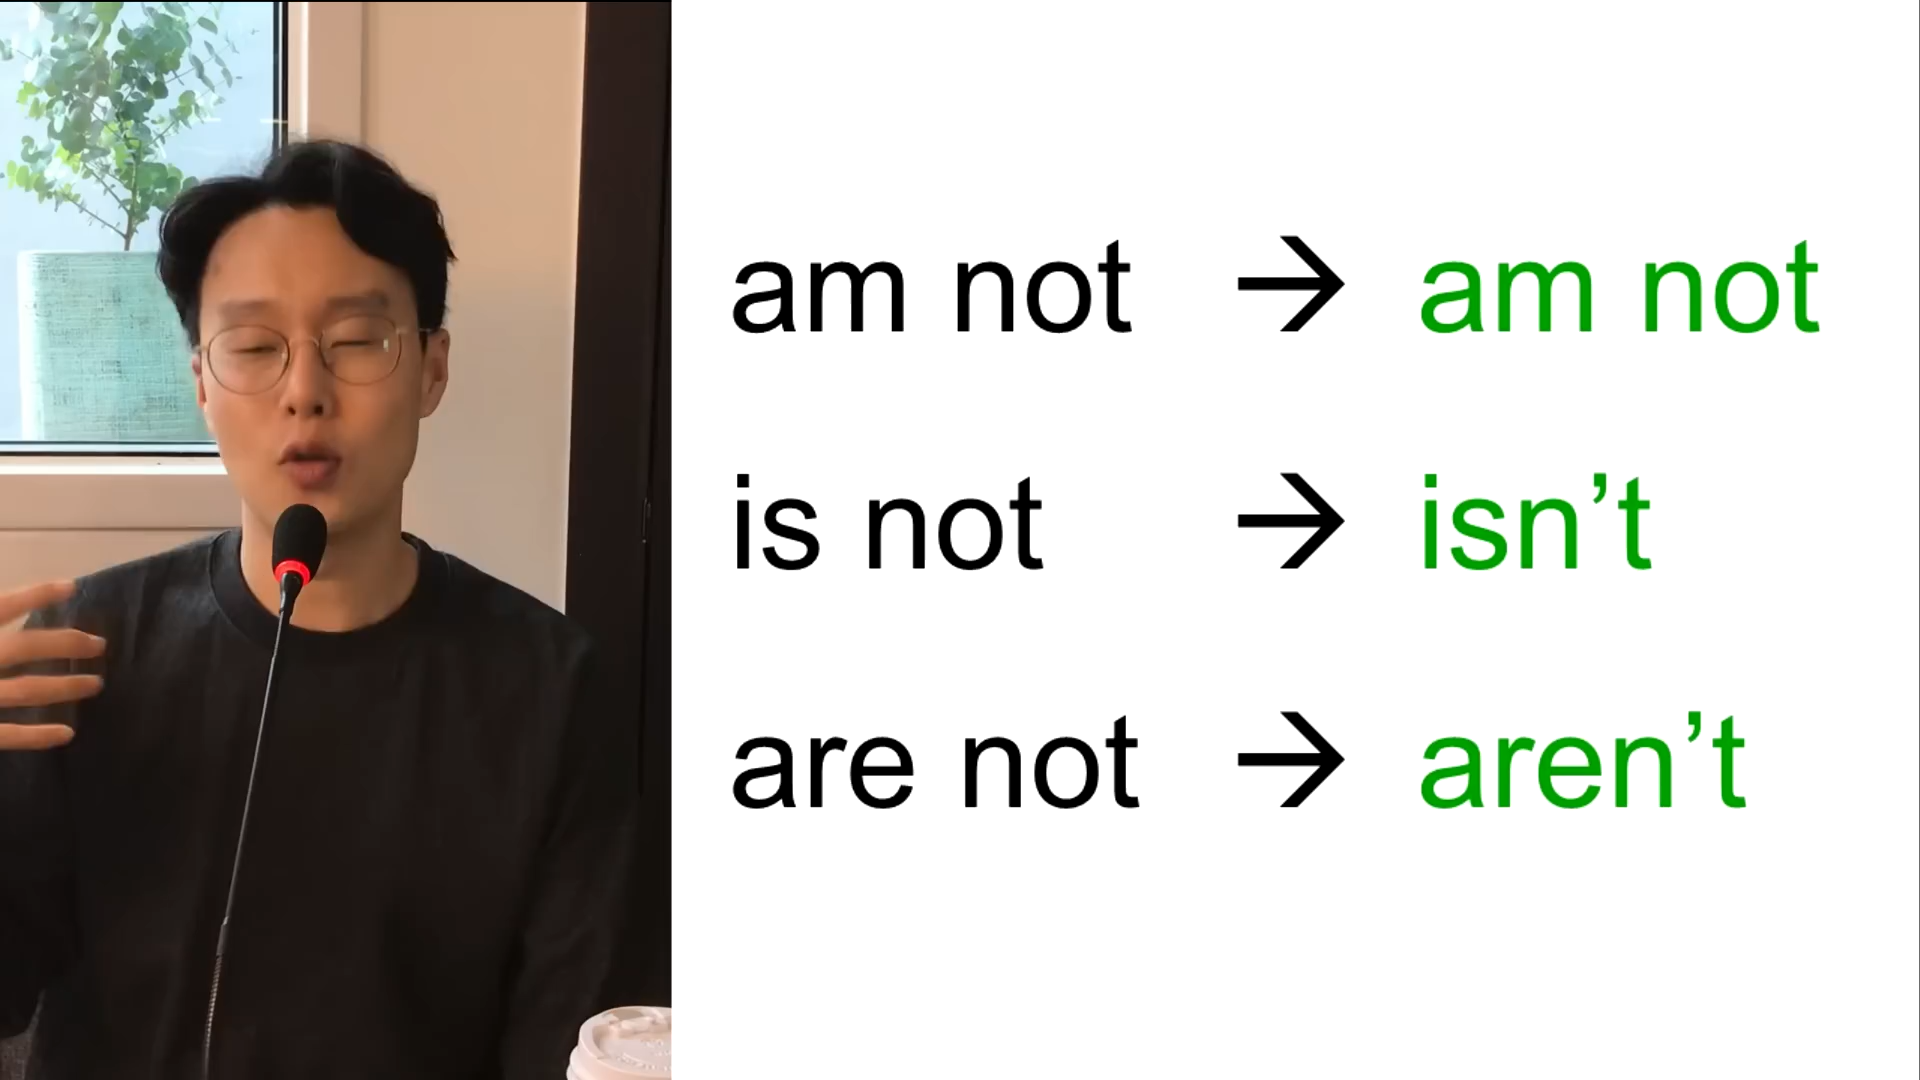 am not → am not
is not → isn’t
are not → aren’t